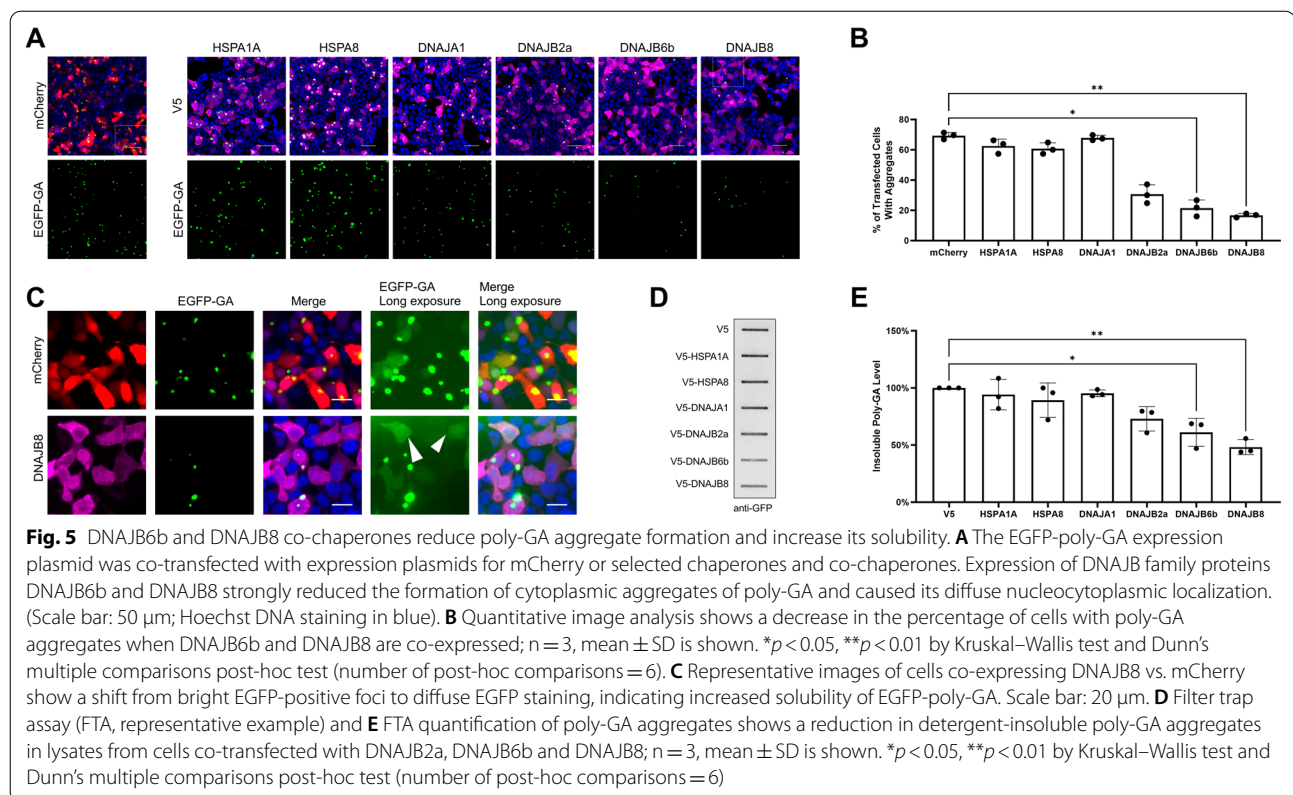 A
HSPA1A HSPA8 DNAJA1 DNAJB2a DNAJB6b DNAJB8
mCherry
V5
EGFP-GA
EGFP-GA
B
**
*
% of Transfected Cells
With Aggregates
80
60
40
20
0
mCherry HSPA1A HSPA8 DNAJA1 DNAJB2a DNAJB6b DNAJB8
C
EGFP-GA Merge EGFP-GA Long exposure Merge Long exposure
mCherry
DNAJB8
D
V5
V5-HSPA1A
V5-HSPA8
V5-DNAJA1
V5-DNAJB2a
V5-DNAJB6b
V5-DNAJB8
anti-GFP
E
**
*
Insoluble Poly-GA Level
150%
100%
50%
0%
V5 HSPA1A HSPA8 DNAJA1 DNAJB2a DNAJB6b DNAJB8
Fig. 5 DNAJB6b and DNAJB8 co-chaperones reduce poly-GA aggregate formation and increase its solubility. A The EGFP-poly-GA expression
plasmid was co-transfected with expression plasmids for mCherry or selected chaperones and co-chaperones. Expression of DNAJB family proteins
DNAJB6b and DNAJB8 strongly reduced the formation of cytoplasmic aggregates of poly-GA and caused its diffuse nucleocytoplasmic localization.
(Scale bar: 50 μm; Hoechst DNA staining in blue). B Quantitative image analysis shows a decrease in the percentage of cells with poly-GA
aggregates when DNAJB6b and DNAJB8 are co-expressed; n = 3, mean ± SD is shown. *p < 0.05, **p < 0.01 by Kruskal–Wallis test and Dunn's
multiple comparisons post-hoc test (number of post-hoc comparisons = 6). C Representative images of cells co-expressing DNAJB8 vs. mCherry
show a shift from bright EGFP-positive foci to diffuse EGFP staining, indicating increased solubility of EGFP-poly-GA. Scale bar: 20 μm. D Filter trap
assay (FTA, representative example) and E FTA quantification of poly-GA aggregates shows a reduction in detergent-insoluble poly-GA aggregates
in lysates from cells co-transfected with DNAJB2a, DNAJB6b and DNAJB8; n = 3, mean ± SD is shown. *p < 0.05, **p < 0.01 by Kruskal–Wallis test and
Dunn's multiple comparisons post-hoc test (number of post-hoc comparisons = 6)